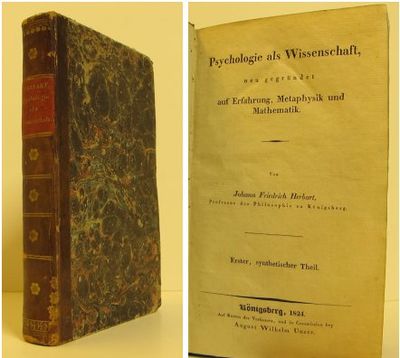 HERBART
Psychologie als Wissenschaft,
neu gegründet
auf Erfahrung, Metaphysik und
Mathematik.
Von
Johann Friedrich Herbart,
Professor der Philosophie zu Königsberg.
Erster, synthetischer Theil.
Königsberg, 1824.
Auf Kosten des Verfassers, und in Commission bey
August Wilhelm Unzer.